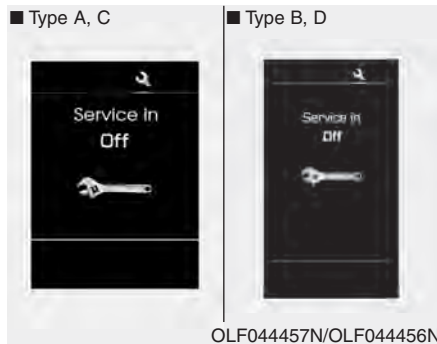 ■ Type A, C
■ Type B, D
Service in
Off
Service in
Off
OLF044457N/OLF044456N